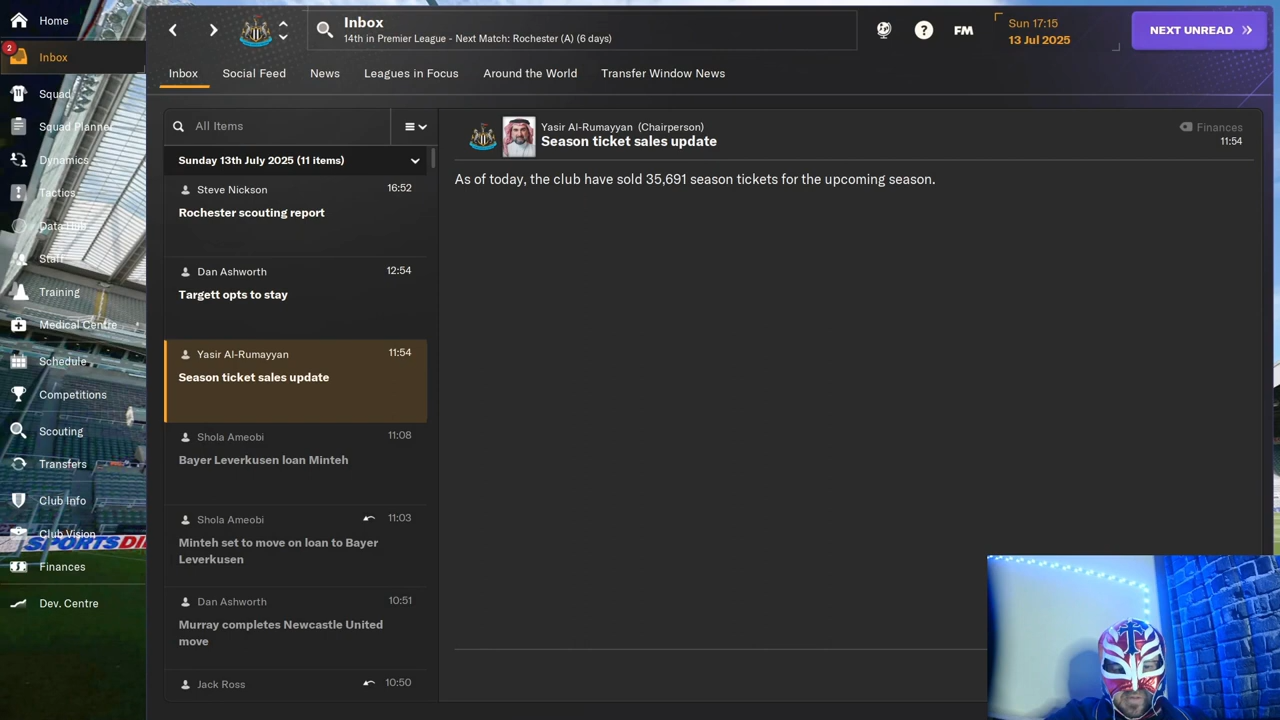 Home
2
Inbox
Squad
Squad Planner
Dynamics
Tactics
Data Hub
Staff
Training
Medical Centre
Schedule
Competitions
Scouting
Transfers
Club Info
Club Vision
SPORTS DI
Finances
Dev. Centre
Inbox
14th in Premier League - Next Match: Rochester (A) (6 days)
?
FM
Sun 17:15
13 Jul 2025
NEXT UNREAD
Inbox Social Feed News Leagues in Focus Around the World Transfer Window News
All Items
Sunday 13th July 2025 (11 items)
Steve Nickson 16:52
Rochester scouting report
Dan Ashworth 12:54
Targett opts to stay
Yasir Al-Rumayyan 11:54
Season ticket sales update
Shola Ameobi 11:08
Bayer Leverkusen loan Minteh
Shola Ameobi 11:03
Minteh set to move on loan to Bayer
Leverkusen
Dan Ashworth 10:51
Murray completes Newcastle United
move
Jack Ross 10:50
Yasir Al-Rumayyan (Chairperson)
Season ticket sales update
Finances
11:54
As of today, the club have sold 35,691 season tickets for the upcoming season.